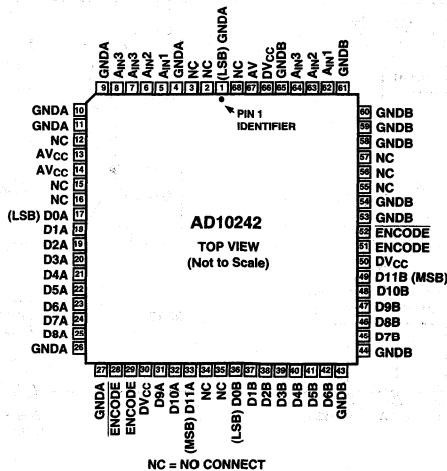 GNDA
AIN3
AIN2
AIN1
GNDA
NC
NC
(LSB) GNDA
NC
AV
DVCC
GNDB
AIN3
AIN2
AIN1
GNDB
9 8 7 6 5 4 3 2 1 68 67 66 65 64 63 62 61
PIN 1
IDENTIFIER
GNDA 10
GNDA 11
NC 12
AVCC 13
AVCC 14
NC 15
NC 16
(LSB) D0A 17
D1A 18
D2A 19
D3A 20
D4A 21
D5A 22
D6A 23
D7A 24
D8A 25
GNDA 26
AD10242
TOP VIEW
(Not to Scale)
60 GNDB
59 GNDB
58 GNDB
57 NC
56 NC
55 NC
54 GNDB
53 GNDB
52 ENCODE
51 ENCODE
50 DVCC
49 D11B (MSB)
48 D10B
47 D9B
46 D8B
45 D7B
44 GNDB
27 28 29 30 31 32 33 34 35 36 37 38 39 40 41 42 43
GNDA
ENCODE
ENCODE
DVCC
D9A
D10A
(MSB) D11A
NC
NC
(LSB) D0B
D1B
D2B
D3B
D4B
D5B
D6B
GNDB
NC = NO CONNECT